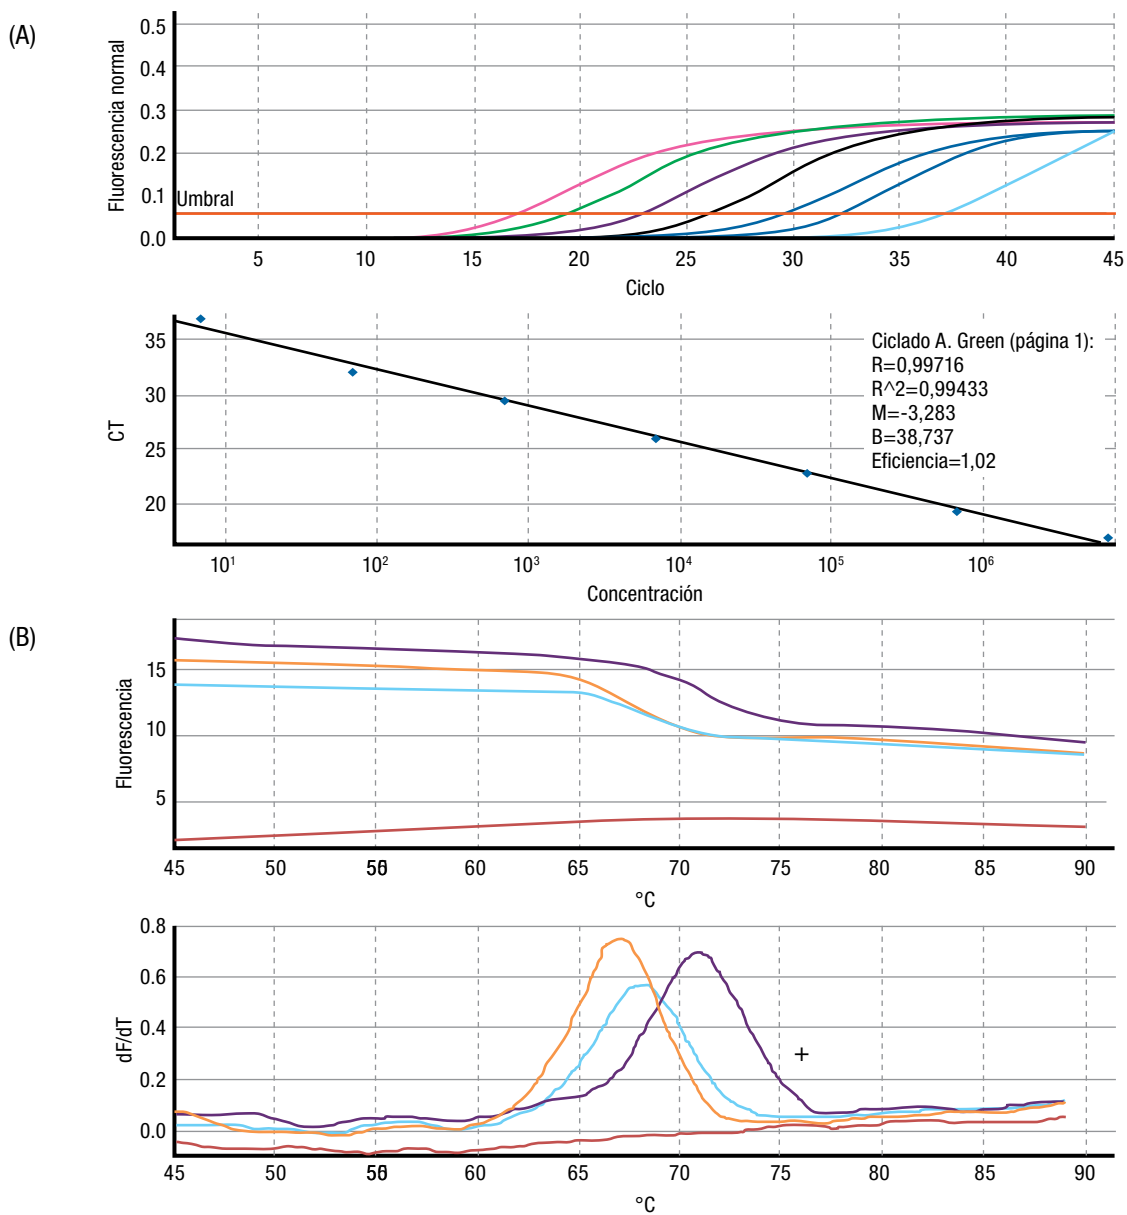 (A)
Fluorescencia normal
0.5
0.4
0.3
0.2
0.1
0.0
Umbral
5 10 15 20 25 30 35 40 45
Ciclo
CT
35
30
25
20
Ciclado A. Green (página 1):
R=0,99716
R^2=0,99433
M=-3,283
B=38,737
Eficiencia=1,02
10¹ 10² 10³ 10⁴ 10⁵ 10⁶
Concentración
(B)
Fluorescencia
15
10
5
45 50 55 60 65 70 75 80 85 90
°C
dF/dT
0.8
0.6
0.4
0.2
0.0
+
45 50 55 60 65 70 75 80 85 90
°C